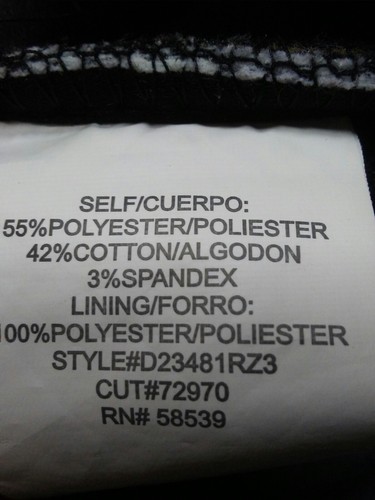 SELF/CUERPO:
55%POLYESTER/POLIESTER
42%COTTON/ALGODON
3%SPANDEX
LINING/FORRO:
100%POLYESTER/POLIESTER
STYLE#D23481RZ3
CUT#72970
RN# 58539